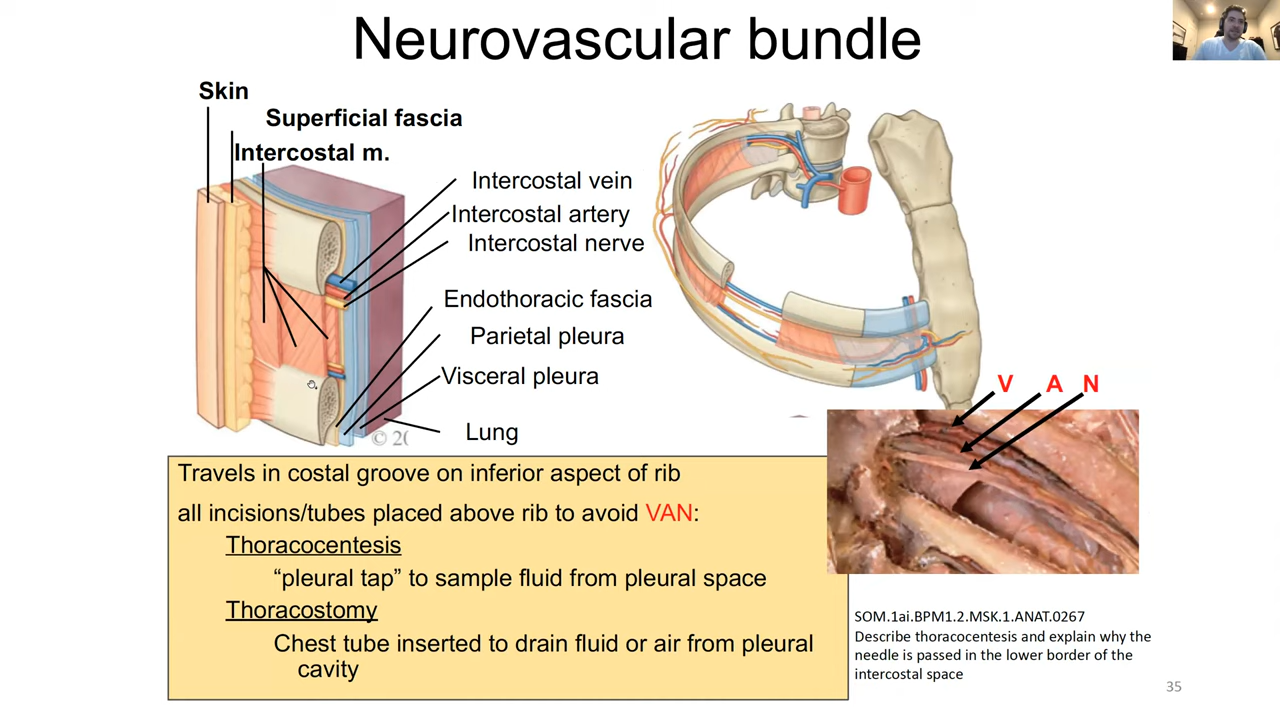 Neurovascular bundle
Skin
Superficial fascia
Intercostal m.
Intercostal vein
Intercostal artery
Intercostal nerve
Endothoracic fascia
Parietal pleura
Visceral pleura
Lung
© 20
V A N
Travels in costal groove on inferior aspect of rib
all incisions/tubes placed above rib to avoid VAN:
Thoracocentesis
“pleural tap” to sample fluid from pleural space
Thoracostomy
Chest tube inserted to drain fluid or air from pleural
cavity
SOM.1ai.BPM1.2.MSK.1.ANAT.0267
Describe thoracocentesis and explain why the
needle is passed in the lower border of the
intercostal space
35